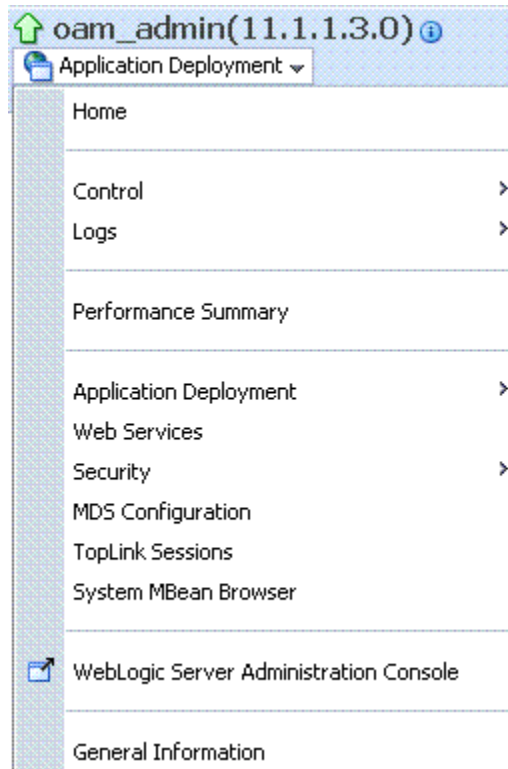 oam_admin(11.1.1.3.0)
Application Deployment
Home
Control
Logs
Performance Summary
Application Deployment
Web Services
Security
MDS Configuration
TopLink Sessions
System MBean Browser
WebLogic Server Administration Console
General Information